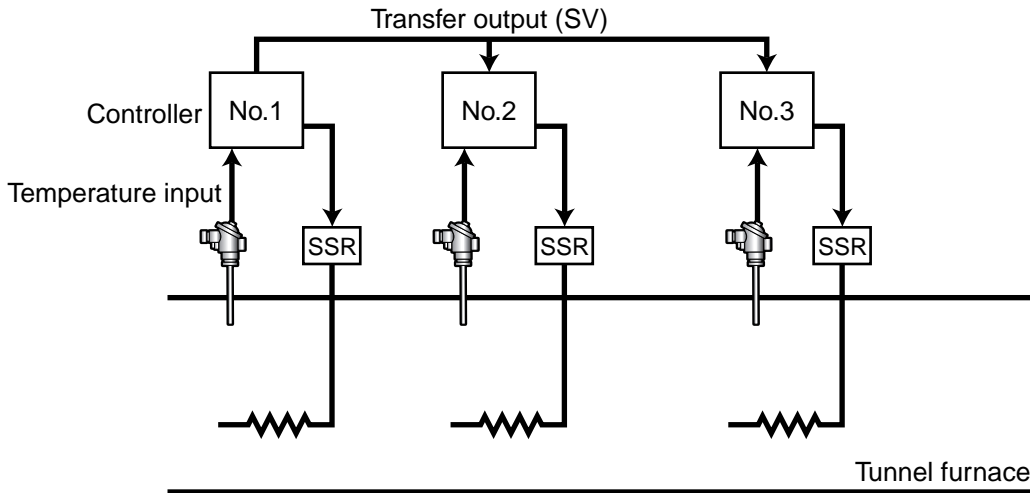 Transfer output (SV)
Controller
No.1
No.2
No.3
Temperature input
SSR
SSR
SSR
Tunnel furnace